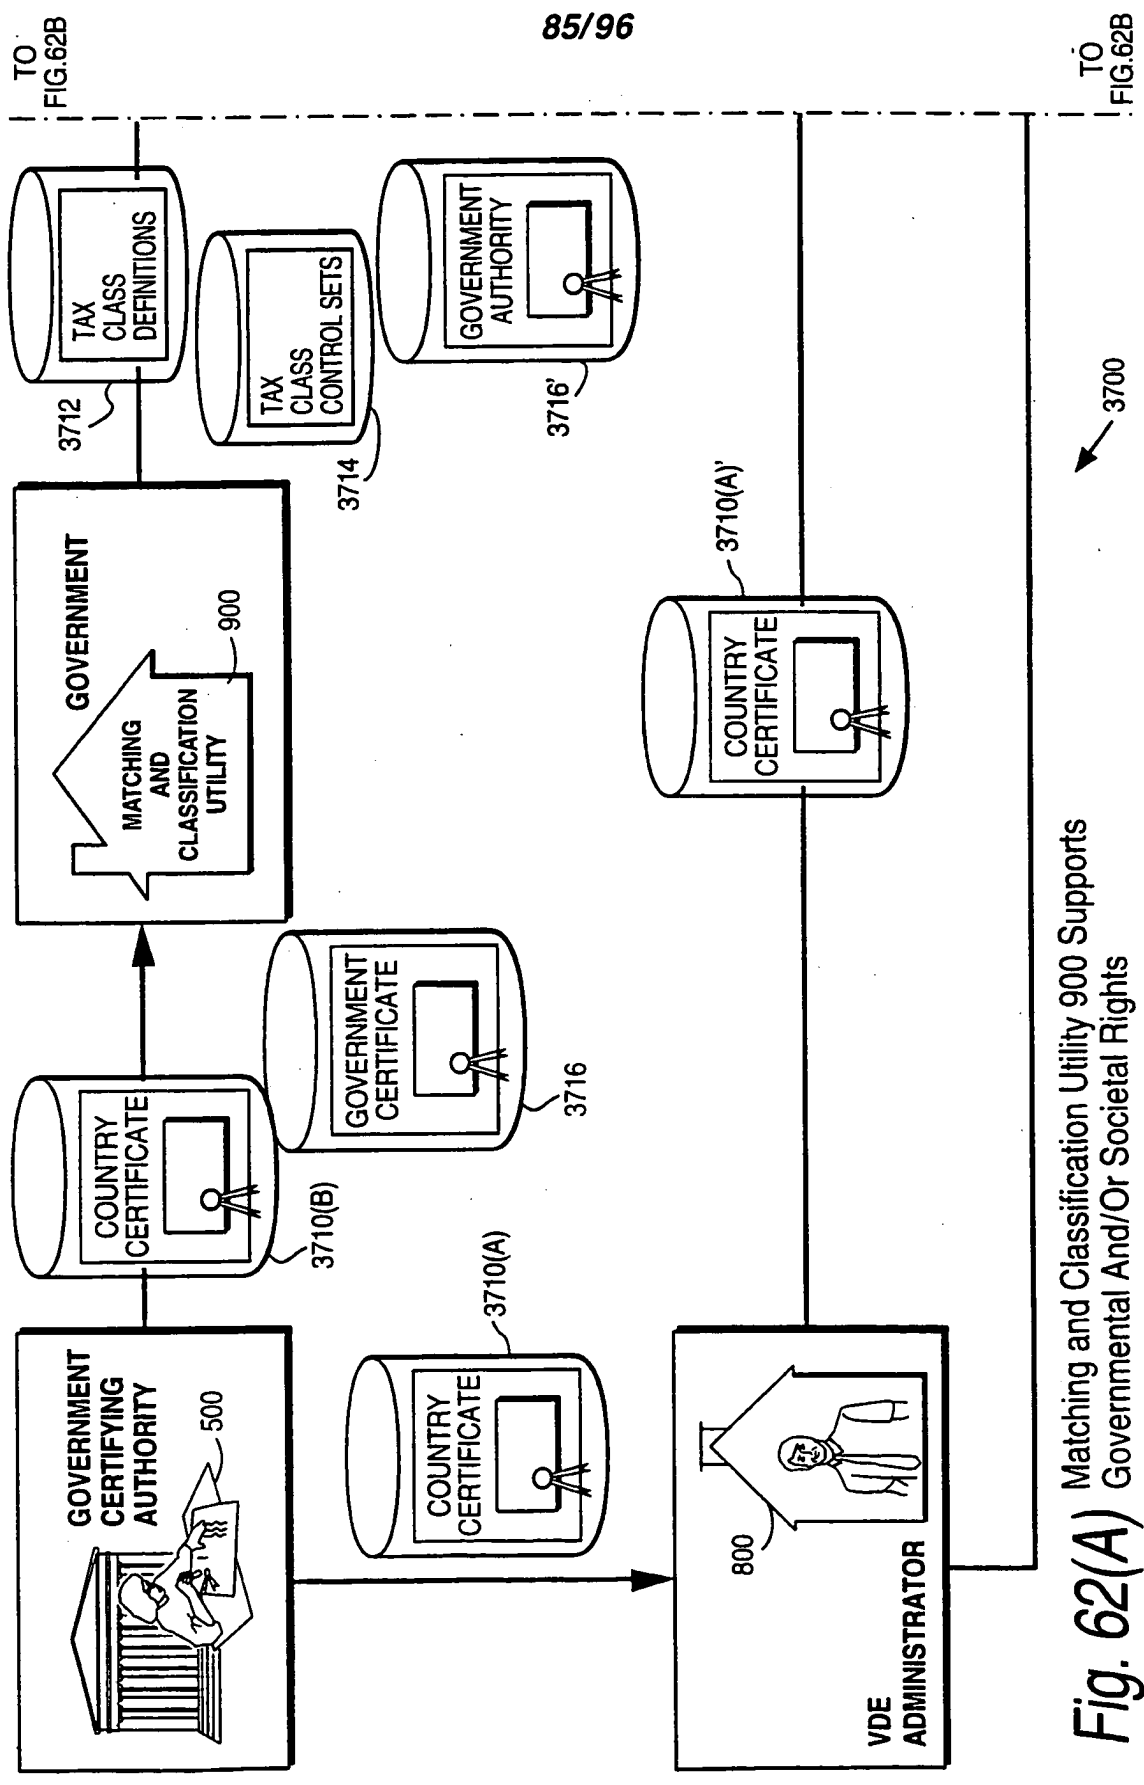 85/96
TO
FIG.62B
TO
FIG.62B
GOVERNMENT
CERTIFYING
AUTHORITY
500
COUNTRY
CERTIFICATE
3710(B)
GOVERNMENT
CERTIFICATE
3716
GOVERNMENT
MATCHING
AND
CLASSIFICATION
UTILITY
900
TAX
CLASS
DEFINITIONS
3712
TAX
CLASS
CONTROL SETS
3714
GOVERNMENT
AUTHORITY
3716'
COUNTRY
CERTIFICATE
3710(A)
VDE
ADMINISTRATOR
800
COUNTRY
CERTIFICATE
3710(A)'
3700
Fig. 62(A)
Matching and Classification Utility 900 Supports
Governmental And/Or Societal Rights